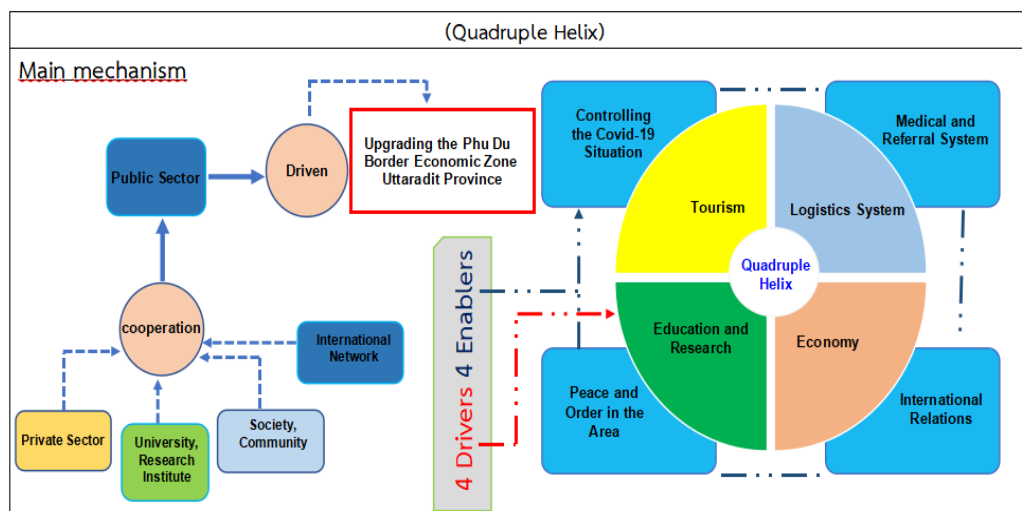 (Quadruple Helix)
Main mechanism
Public Sector
Driven
Upgrading the Phu Du
Border Economic Zone
Uttaradit Province
cooperation
International
Network
Private Sector
University,
Research
Institute
Society,
Community
4 Drivers 4 Enablers
Controlling
the Covid-19
Situation
Medical and
Referral System
Tourism
Logistics System
Quadruple
Helix
Education and
Research
Economy
Peace and
Order in the
Area
International
Relations